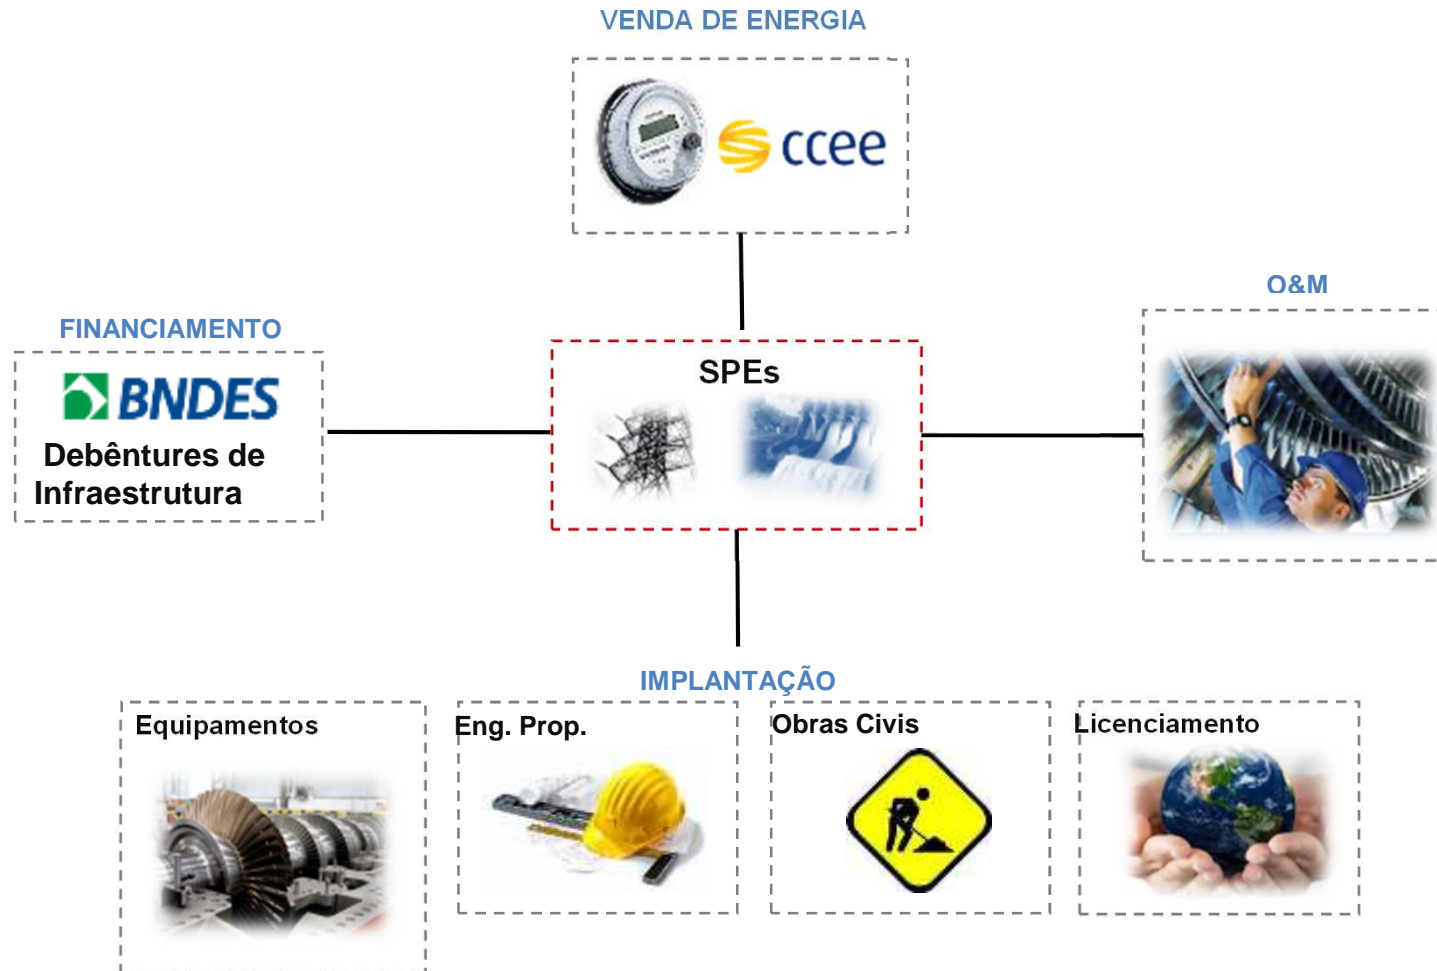 VENDA DE ENERGIA
ccee
O&M
FINANCIAMENTO
BNDES
Debêntures de
Infraestrutura
SPEs
IMPLANTAÇÃO
Equipamentos
Eng. Prop.
Obras Civis
Licenciamento